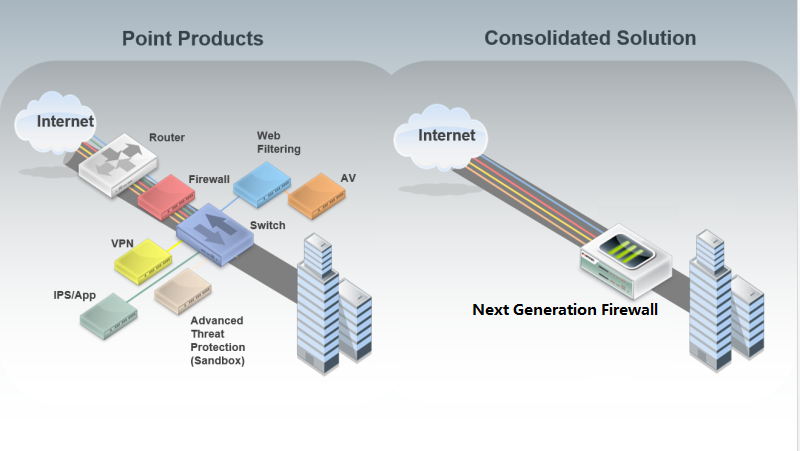 Point Products
Internet
Router
Web
Filtering
Firewall
AV
Switch
VPN
IPS/App
Advanced
Threat
Protection
(Sandbox)
Consolidated Solution
Internet
Next Generation Firewall